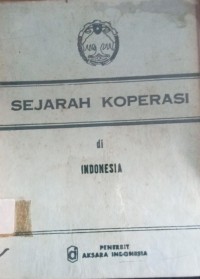 SEJARAH KOPERASI
di
INDONESIA
PENERBIT
AKSARA INDONESIA